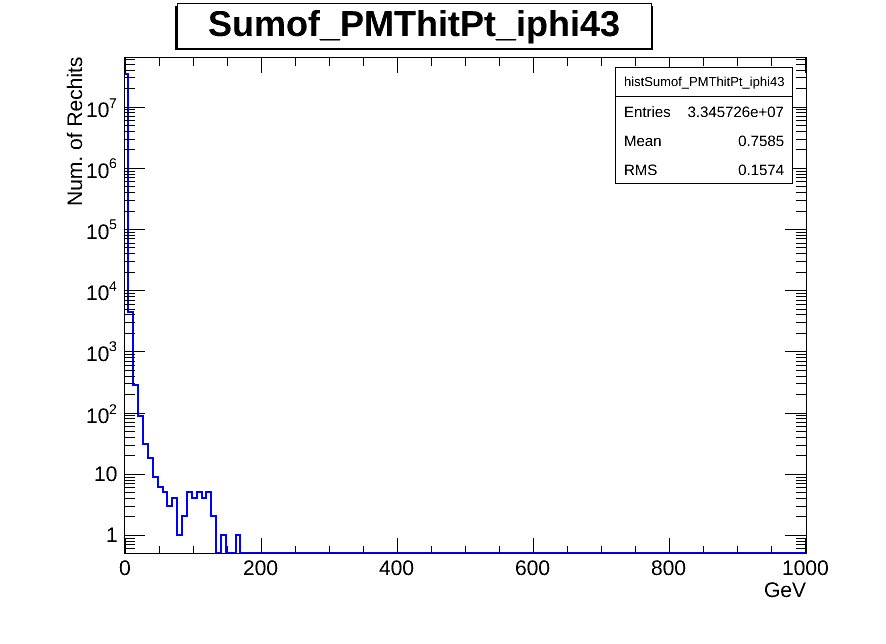 Sumof_PMThitPt_iphi43
Num. of Rechits
histSumof_PMThitPt_iphi43
Entries 3.345726e+07
Mean 0.7585
RMS 0.1574
10^7
10^6
10^5
10^4
10^3
10^2
10
1
0 200 400 600 800 1000
GeV